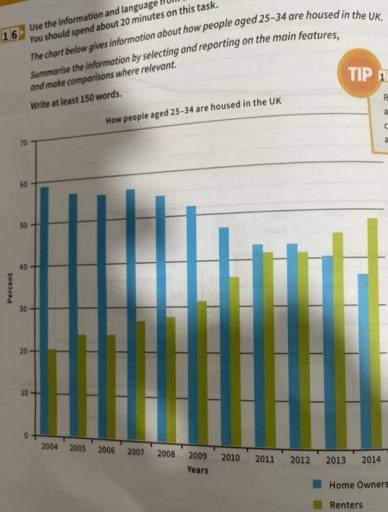 16 Use the information and language
You should spend about 20 minutes on this task.
The chart below gives information about how people aged 25–34 are housed in the UK.
Summarise the information by selecting and reporting on the main features,
and make comparisons where relevant.
Write at least 150 words.
TIP 1
How people aged 25–34 are housed in the UK
70
60
50
40
30
20
10
0
Percent
2004 2005 2006 2007 2008 2009 2010 2011 2012 2013 2014
Years
Home Owners
Renters